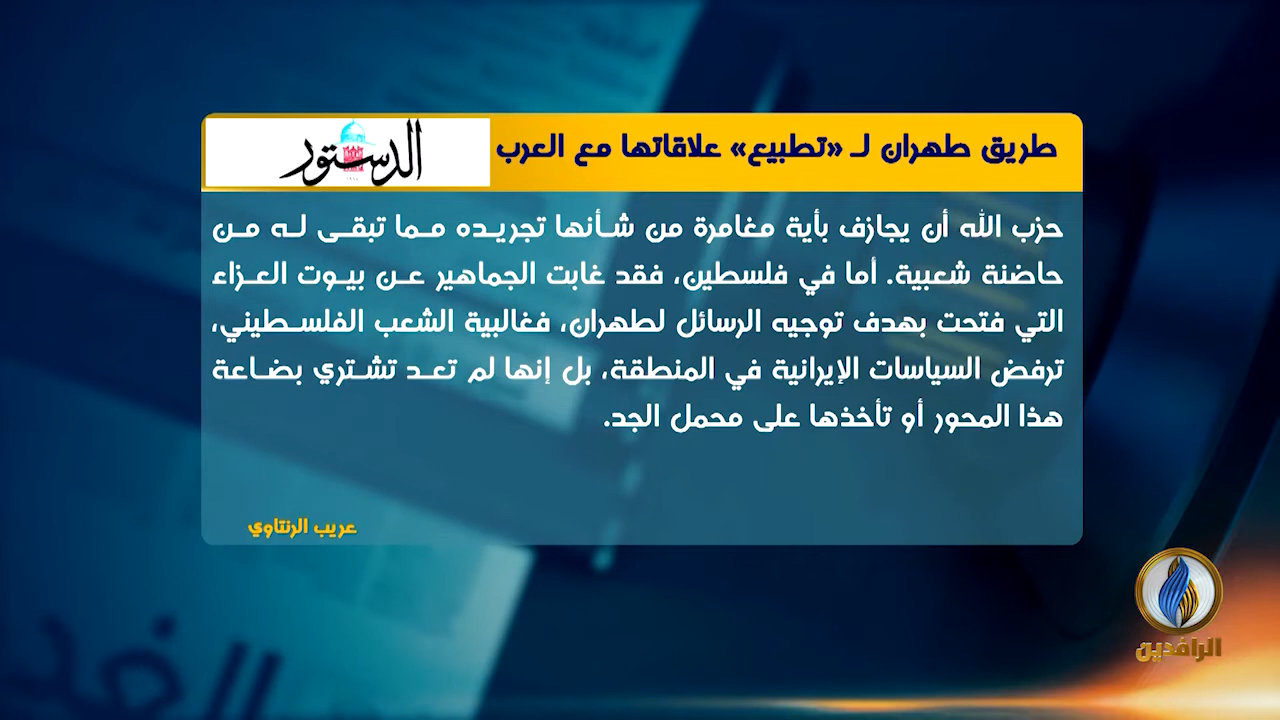 طريق طهران لـ «تطبيع» علاقاتها مع العرب
الدستور
حزب الله أن يجازف بأية مغامرة من شأنها تجريده مما تبقى له من
حاضنة شعبية. أما في فلسطين، فقد غابت الجماهير عن بيوت العزاء
التي فتحت بهدف توجيه الرسائل لطهران، فغالبية الشعب الفلسطيني،
ترفض السياسات الإيرانية في المنطقة، بل إنها لم تعد تشتري بضاعة
هذا المحور أو تأخذها على محمل الجد.
عريب الرنتاوي
الرافدين
الغد